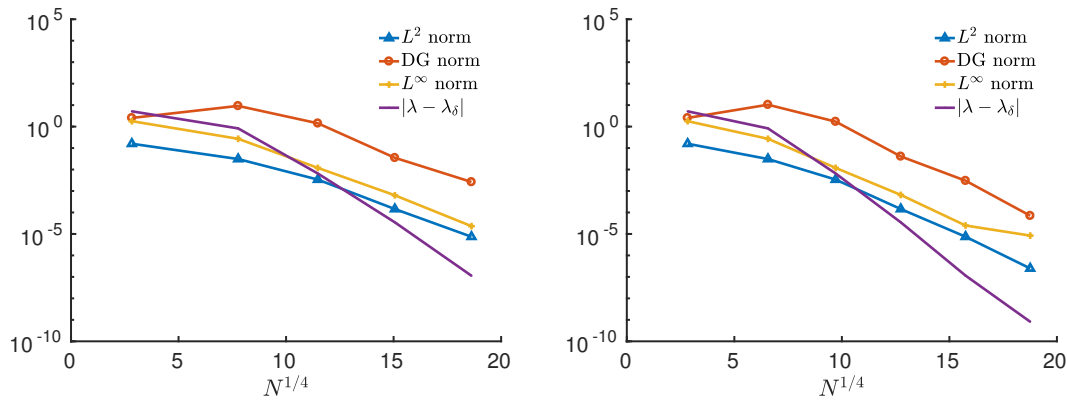 10^5
10^0
10^-5
10^-10
0 5 10 15 20
N^{1/4}
L^2 norm
DG norm
L^∞ norm
|λ − λ_δ|
10^5
10^0
10^-5
10^-10
0 5 10 15 20
N^{1/4}
L^2 norm
DG norm
L^∞ norm
|λ − λ_δ|